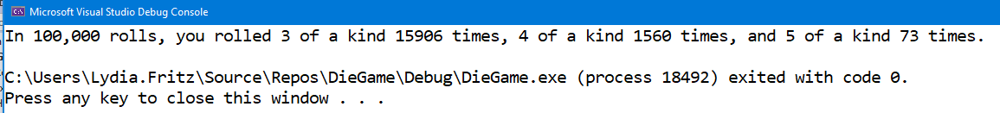 Microsoft Visual Studio Debug Console
In 100,000 rolls, you rolled 3 of a kind 15906 times, 4 of a kind 1560 times, and 5 of a kind 73 times.
C:\Users\Lydia.Fritz\Source\Repos\DieGame\Debug\DieGame.exe (process 18492) exited with code 0.
Press any key to close this window . . .